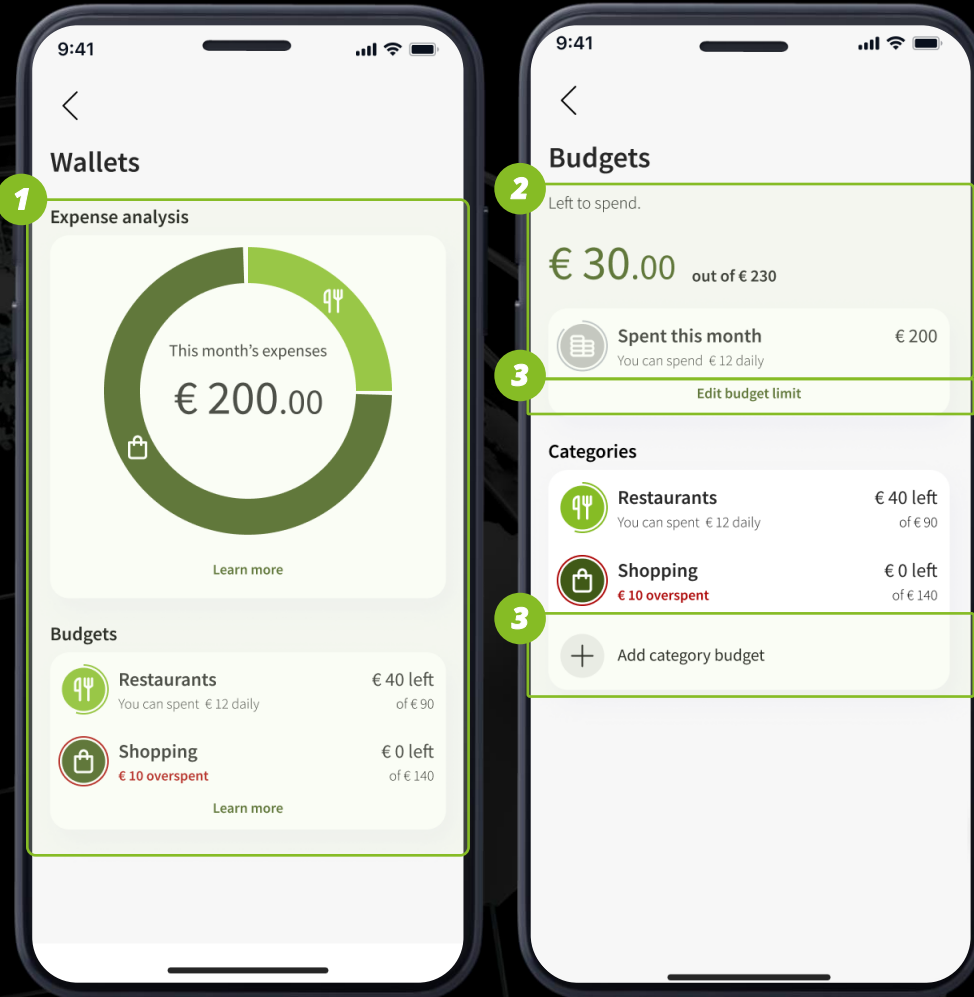 9:41
Wallets
1
Expense analysis
This month's expenses
€ 200.00
Learn more
Budgets
Restaurants
€ 40 left
You can spent € 12 daily
of € 90
Shopping
€ 0 left
€ 10 overspent
of € 140
Learn more
9:41
Budgets
2
Left to spend.
€ 30.00 out of € 230
Spent this month
€ 200
You can spend € 12 daily
3
Edit budget limit
Categories
Restaurants
€ 40 left
You can spent € 12 daily
of € 90
Shopping
€ 0 left
€ 10 overspent
of € 140
3
Add category budget